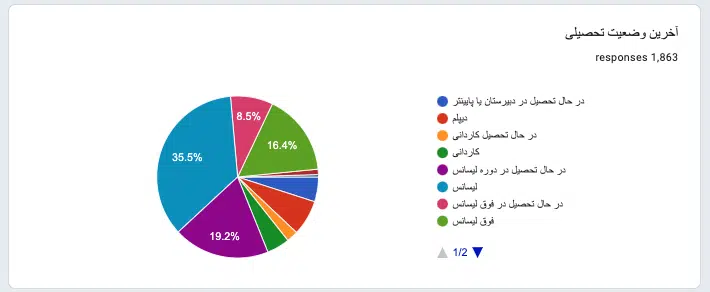 آخرین وضعیت تحصیلی
1,863 responses
در حال تحصیل در دبیرستان یا پایینتر
دیپلم
در حال تحصیل کاردانی
کاردانی
در حال تحصیل در دوره لیسانس
لیسانس
در حال تحصیل در فوق لیسانس
فوق لیسانس
1/2
8.5%
16.4%
35.5%
19.2%